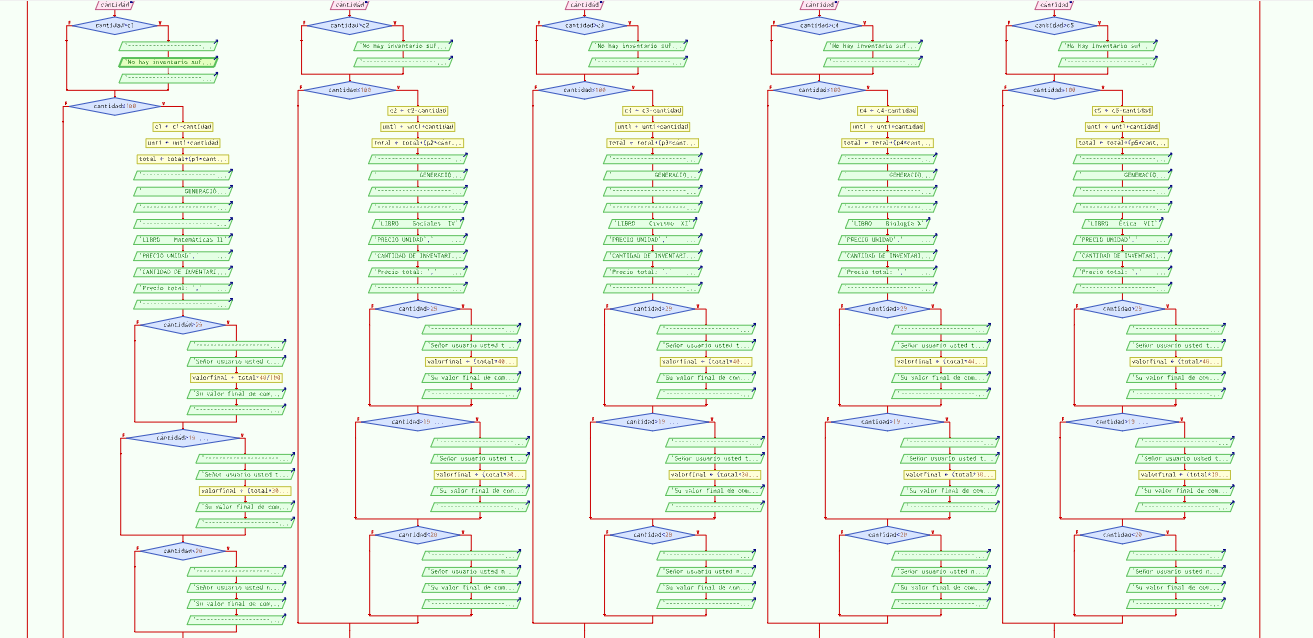 cantidad
cantidad>c1
'No hay inventario suf...
cantidad≤100
c1 ← c1-cantidad
unt1 ← unt1+cantidad
total ← total+(p1*cant...
GENERACIÓ...
'LIBRO Matemáticas II'
'PRECIO UNIDAD',
'CANTIDAD DE INVENTARI...
'Precio total: ','
cantidad>29
'Señor usuario usted t...
valorfinal ← total*40/100
'Su valor final de com...
cantidad>19 ...
'Señor usuario usted t...
valorfinal ← (total*30...
'Su valor final de com...
cantidad<20
'Señor usuario usted n...
'Su valor final de com...
cantidad
cantidad>c2
'No hay inventario suf...
cantidad≤100
c2 ← c2-cantidad
unt1 ← unt1+cantidad
total ← total+(p2*cant...
GENERACIÓ...
'LIBRO Sociales IV'
'PRECIO UNIDAD','
'CANTIDAD DE INVENTARI...
'Precio total: ','
cantidad>29
'Señor usuario usted t...
valorfinal ← (total*40...
'Su valor final de com...
cantidad>19 ...
'Señor usuario usted t...
valorfinal ← (total*30...
'Su valor final de com...
cantidad<20
'Señor usuario usted n...
'Su valor final de com...
cantidad
cantidad>c3
'No hay inventario suf...
cantidad≤100
c3 ← c3-cantidad
unt1 ← unt1+cantidad
total ← total+(p3*cant...
GENERACIÓ...
'LIBRO Civismo XI'
'PRECIO UNIDAD','
'CANTIDAD DE INVENTARI...
'Precio total: '
cantidad>29
'Señor usuario usted t...
valorfinal ← (total*40...
'Su valor final de com...
cantidad>19 ...
'Señor usuario usted t...
valorfinal ← (total*30...
'Su valor final de com...
cantidad<20
'Señor usuario usted n...
'Su valor final de com...
cantidad
cantidad>c4
'No hay inventario suf...
cantidad≤100
c4 ← c4-cantidad
unt1 ← unt1+cantidad
total ← total+(p4*cant...
GENERACIÓ...
'LIBRO Biología X'
'PRECIO UNIDAD','
'CANTIDAD DE INVENTARI...
'Precio total: ','
cantidad>29
'Señor usuario usted t...
valorfinal ← (total*40...
'Su valor final de com...
cantidad>19 ...
'Señor usuario usted t...
valorfinal ← (total*30...
'Su valor final de com...
cantidad<20
'Señor usuario usted n...
'Su valor final de com...
cantidad
cantidad>c5
'No hay inventario suf...
cantidad≤100
c5 ← c5-cantidad
unt1 ← unt1+cantidad
total ← total+(p5*cant...
GENERACIÓ...
'LIBRO Ética VII'
'PRECIO UNIDAD','
'CANTIDAD DE INVENTARI...
'Precio total: ','
cantidad>29
'Señor usuario usted t...
valorfinal ← (total*40...
'Su valor final de com...
cantidad>19 ...
'Señor usuario usted t...
valorfinal ← (total*30...
'Su valor final de com...
cantidad<20
'Señor usuario usted n...
'Su valor final de com...